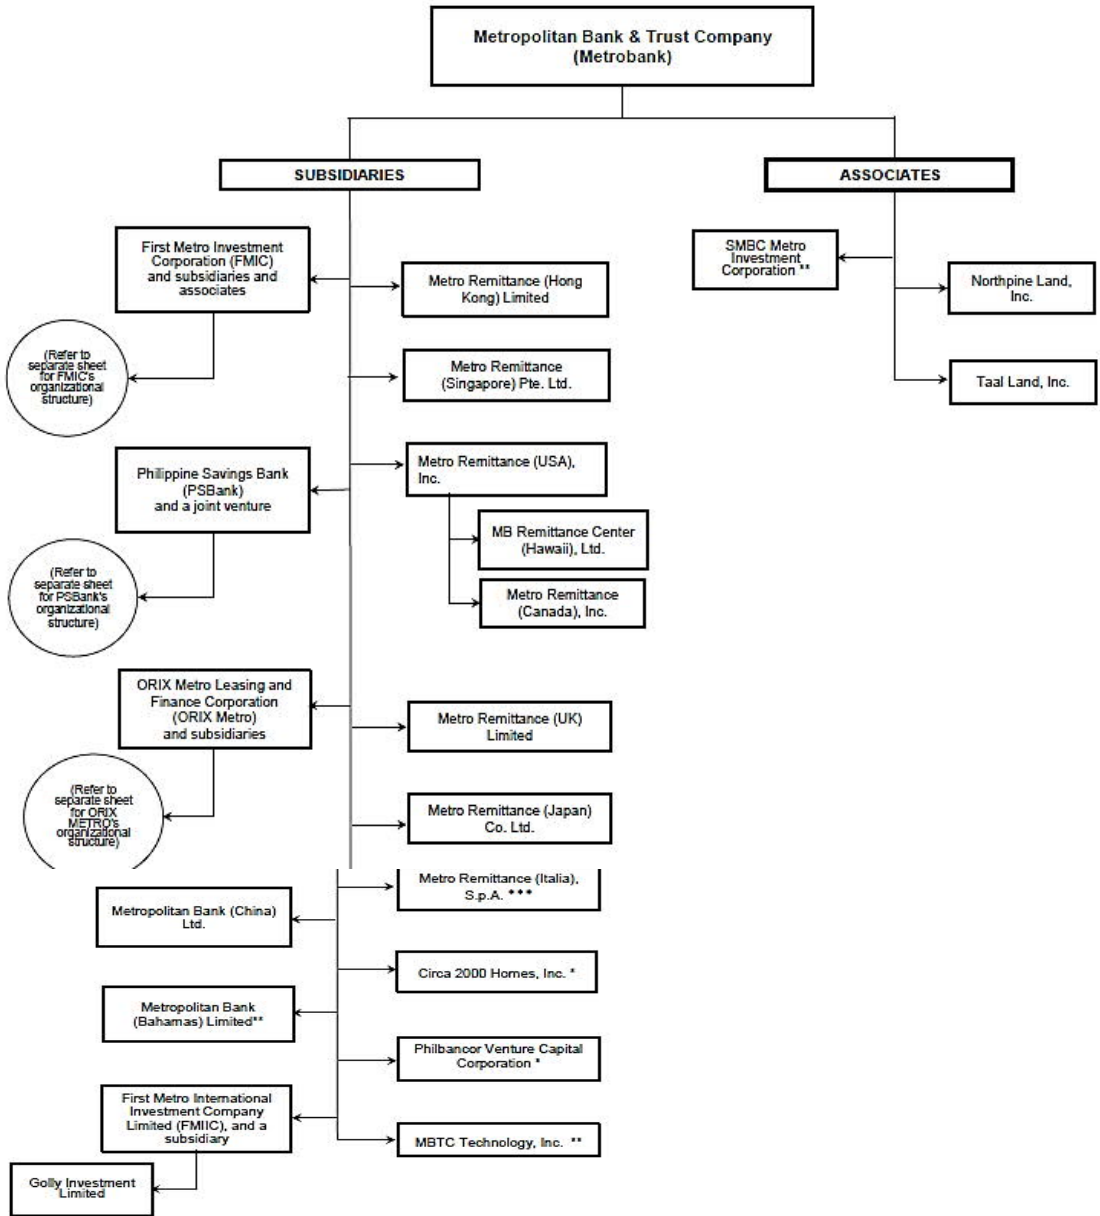 Metropolitan Bank & Trust Company
(Metrobank)
SUBSIDIARIES
ASSOCIATES
First Metro Investment
Corporation (FMIC)
and subsidiaries and
associates
Metro Remittance (Hong
Kong) Limited
SMBC Metro
Investment
Corporation **
Northpine Land,
Inc.
(Refer to
separate sheet
for FMIC's
organizational
structure)
Metro Remittance
(Singapore) Pte. Ltd.
Taal Land, Inc.
Philippine Savings Bank
(PSBank)
and a joint venture
Metro Remittance (USA),
Inc.
MB Remittance Center
(Hawaii), Ltd.
(Refer to
separate sheet
for PSBank's
organizational
structure)
Metro Remittance
(Canada), Inc.
ORIX Metro Leasing and
Finance Corporation
(ORIX Metro)
and subsidiaries
Metro Remittance (UK)
Limited
(Refer to
separate sheet
for ORIX
METRO's
organizational
structure)
Metro Remittance (Japan)
Co. Ltd.
Metro Remittance (Italia),
S.p.A. ***
Metropolitan Bank (China)
Ltd.
Circa 2000 Homes, Inc. *
Metropolitan Bank
(Bahamas) Limited**
Philbancor Venture Capital
Corporation *
First Metro International
Investment Company
Limited (FMIIC), and a
subsidiary
MBTC Technology, Inc. **
Golly Investment
Limited